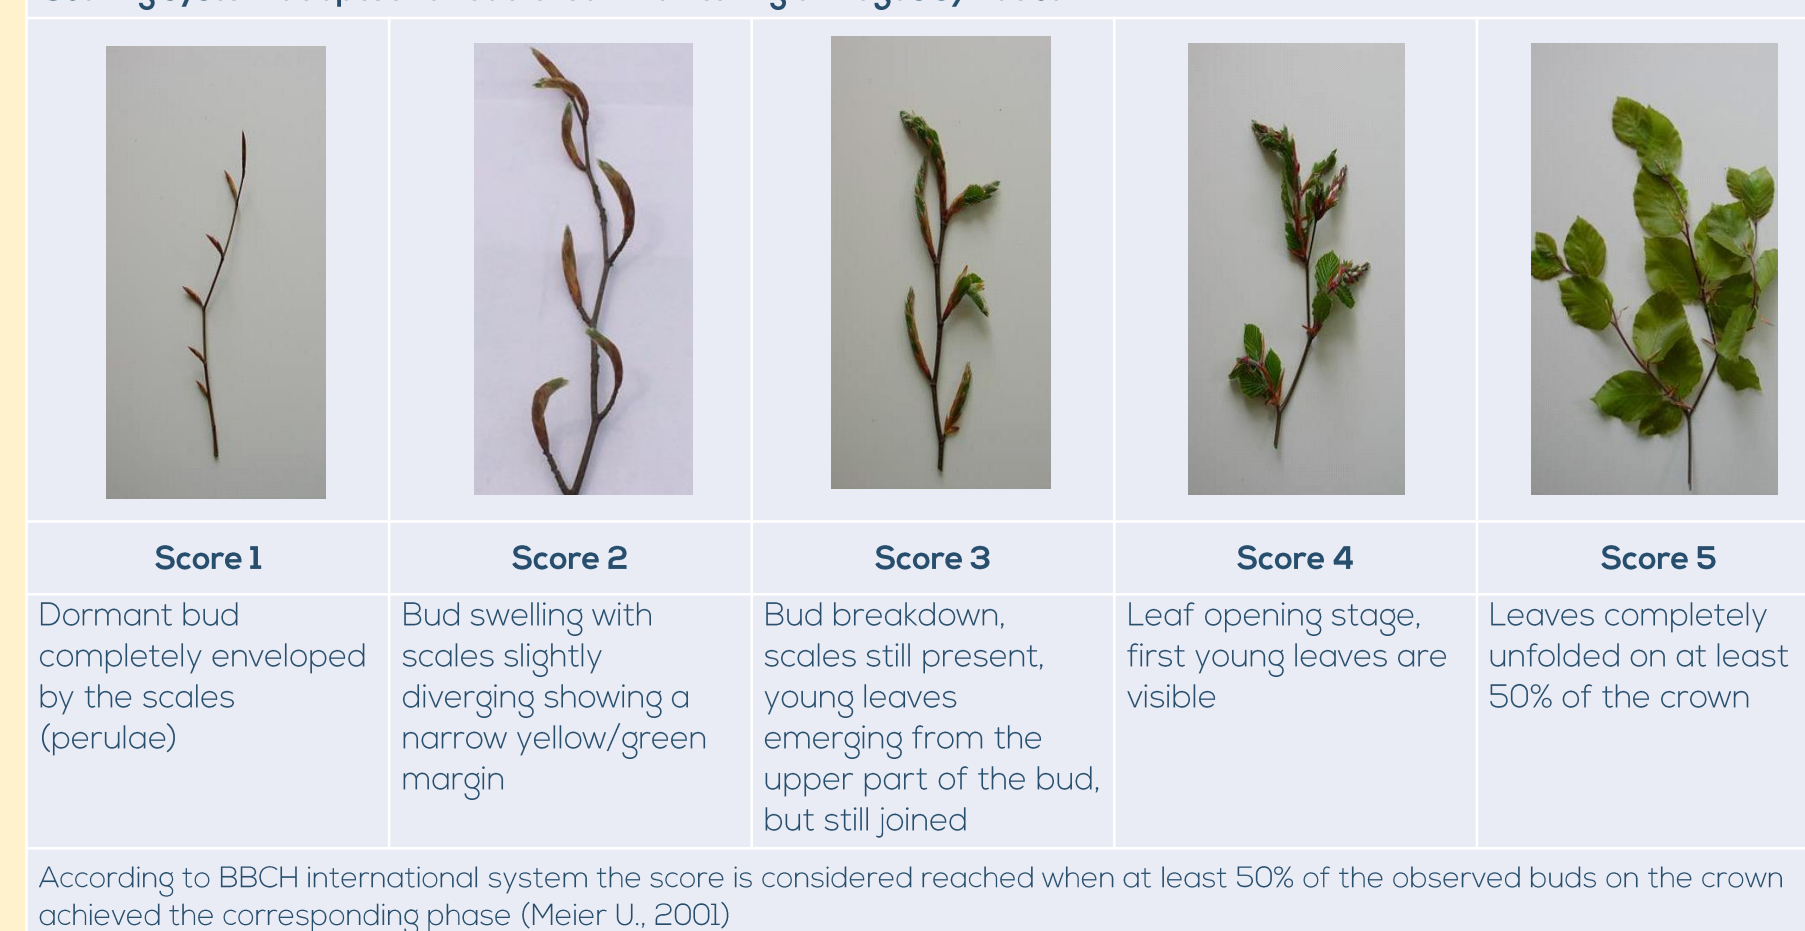 Score 1
Score 2
Score 3
Score 4
Score 5
Dormant bud
completely enveloped
by the scales
(perulae)
Bud swelling with
scales slightly
diverging showing a
narrow yellow/green
margin
Bud breakdown,
scales still present,
young leaves
emerging from the
upper part of the bud,
but still joined
Leaf opening stage,
first young leaves are
visible
Leaves completely
unfolded on at least
50% of the crown
According to BBCH international system the score is considered reached when at least 50% of the observed buds on the crown
achieved the corresponding phase (Meier U., 2001)